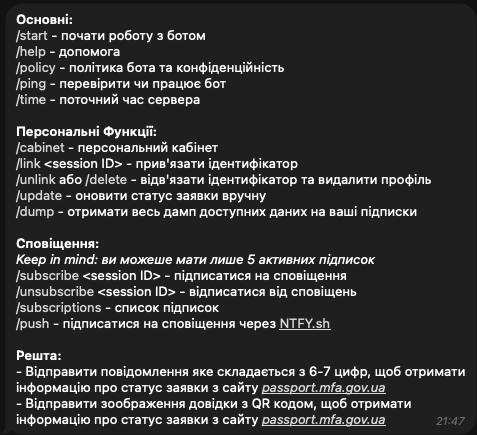 Основні:
/start - почати роботу з ботом
/help - допомога
/policy - політика бота та конфіденційність
/ping - перевірити чи працює бот
/time - поточний час сервера
Персональні Функції:
/cabinet - персональний кабінет
/link <session ID> - прив'язати ідентифікатор
/unlink або /delete - відв'язати ідентифікатор та видалити профіль
/update - оновити статус заявки вручну
/dump - отримати весь дамп доступних даних на ваші підписки
Сповіщення:
Keep in mind: ви можеше мати лише 5 активних підписок
/subscribe <session ID> - підписатися на сповіщення
/unsubscribe <session ID> - відписатися від сповіщень
/subscriptions - список підписок
/push - підписатися на сповіщення через NTFY.sh
Решта:
- Відправити повідомлення яке складається з 6-7 цифр, щоб отримати
інформацію про статус заявки з сайту passport.mfa.gov.ua
- Відправити зоображення довідки з QR кодом, щоб отримати
інформацію про статус заявки з сайту passport.mfa.gov.ua
21:47